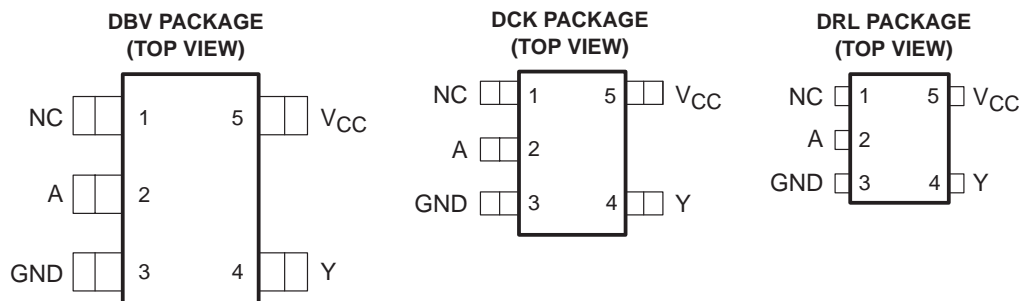 DBV PACKAGE
(TOP VIEW)
NC 1 5 VCC
A 2
GND 3 4 Y
DCK PACKAGE
(TOP VIEW)
NC 1 5 VCC
A 2
GND 3 4 Y
DRL PACKAGE
(TOP VIEW)
NC 1 5 VCC
A 2
GND 3 4 Y